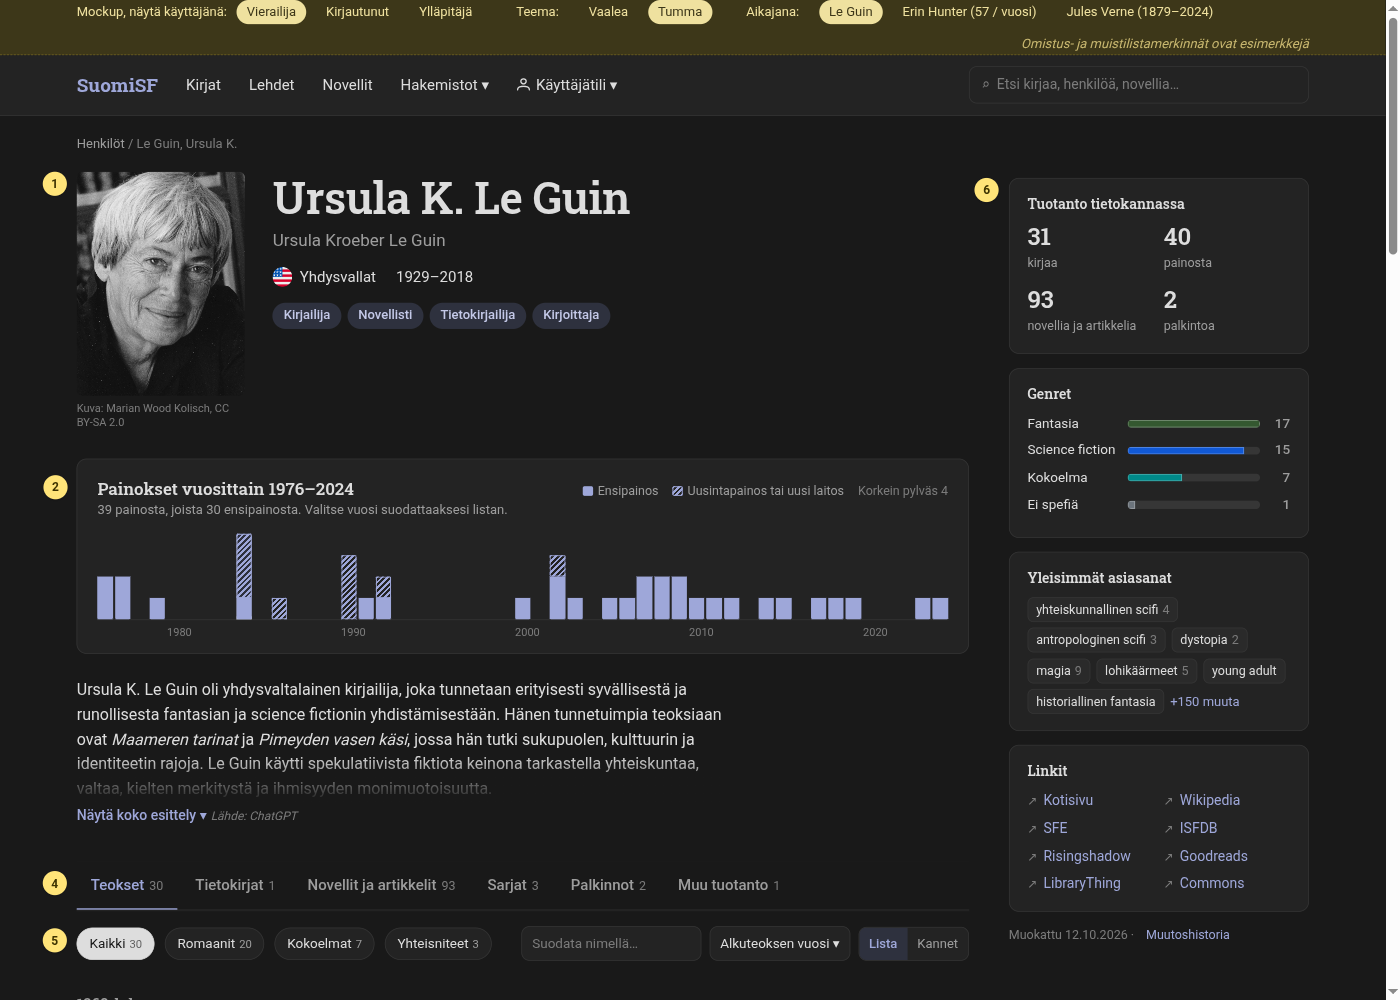 Mockup, näytä käyttäjänä: Vierailija Kirjautunut Ylläpitäjä Teema: Vaalea Tumma Aikajana: Le Guin Erin Hunter (57 / vuosi) Jules Verne (1879–2024)
Omistus- ja muistilistamerkinnät ovat esimerkkejä
SuomiSF Kirjat Lehdet Novellit Hakemistot ▾ Käyttäjätili ▾ Etsi kirjaa, henkilöä, novellia…
Henkilöt / Le Guin, Ursula K.
1
Ursula K. Le Guin
Ursula Kroeber Le Guin
Yhdysvallat 1929–2018
Kirjailija Novellisti Tietokirjailija Kirjoittaja
Kuva: Marian Wood Kolisch, CC
BY-SA 2.0
2
Painokset vuosittain 1976–2024
Ensipainos Uusintapainos tai uusi laitos Korkein pylväs 4
39 painosta, joista 30 ensipainosta. Valitse vuosi suodattaaksesi listan.
1980 1990 2000 2010 2020
Ursula K. Le Guin oli yhdysvaltalainen kirjailija, joka tunnetaan erityisesti syvällisestä ja
runollisesta fantasian ja science fictionin yhdistämisestään. Hänen tunnetuimpia teoksiaan
ovat Maameren tarinat ja Pimeyden vasen käsi, jossa hän tutki sukupuolen, kulttuurin ja
identiteetin rajoja. Le Guin käytti spekulatiivista fiktiota keinona tarkastella yhteiskuntaa,
valtaa, kielten merkitystä ja ihmisyyden monimuotoisuutta.
Näytä koko esittely ▾ Lähde: ChatGPT
4
Teokset 30 Tietokirjat 1 Novellit ja artikkelit 93 Sarjat 3 Palkinnot 2 Muu tuotanto 1
5
Kaikki 30 Romaanit 20 Kokoelmat 7 Yhteisniteet 3 Suodata nimellä… Alkuteoksen vuosi ▾ Lista Kannet
6
Tuotanto tietokannassa
31 40
kirjaa painosta
93 2
novellia ja artikkelia palkintoa
Genret
Fantasia 17
Science fiction 15
Kokoelma 7
Ei spefiä 1
Yleisimmät asiasanat
yhteiskunnallinen scifi 4
antropologinen scifi 3 dystopia 2
magia 9 lohikäärmeet 5 young adult
historiallinen fantasia +150 muuta
Linkit
↗ Kotisivu ↗ Wikipedia
↗ SFE ↗ ISFDB
↗ Risingshadow ↗ Goodreads
↗ LibraryThing ↗ Commons
Muokattu 12.10.2026 · Muutoshistoria